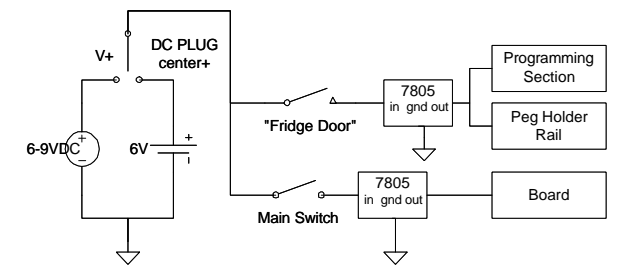 V+
DC PLUG
center+
6-9VDC
+
6V
+
"Fridge Door"
7805
in gnd out
Programming
Section
Peg Holder
Rail
Main Switch
7805
in gnd out
Board